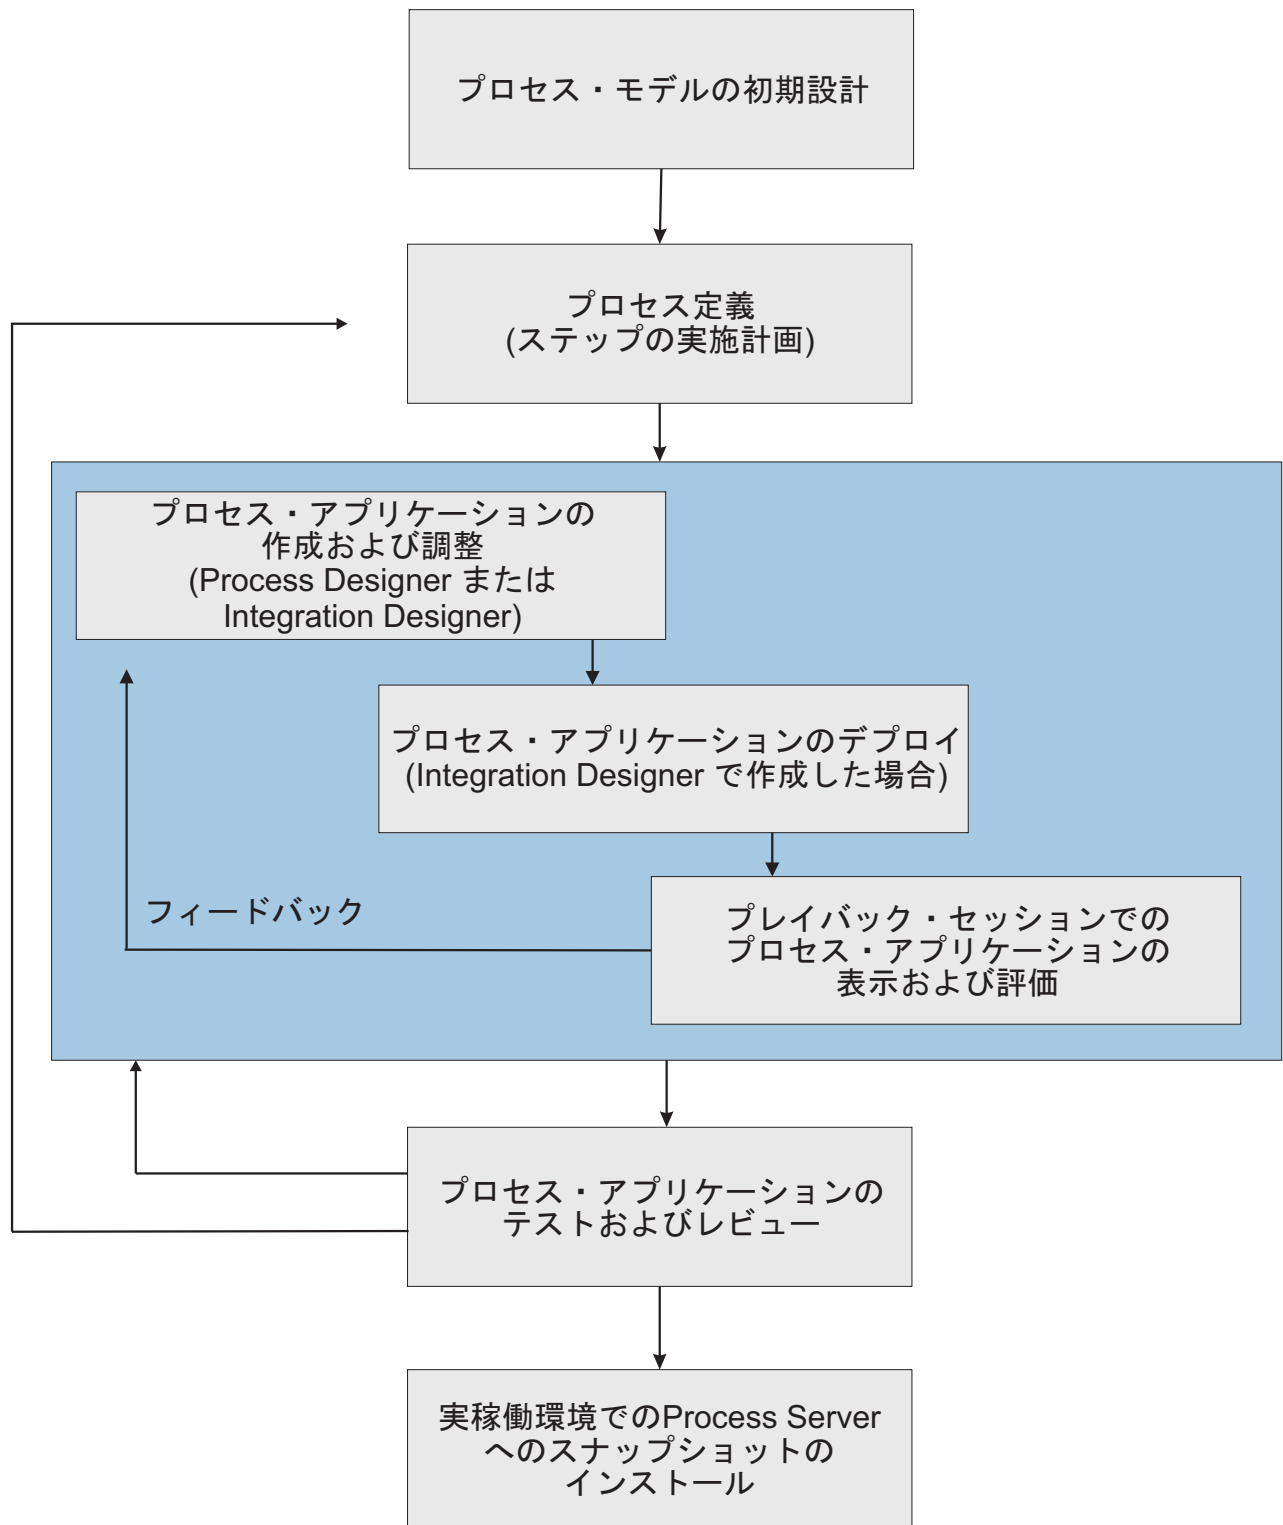 プロセス・モデルの初期設計
プロセス定義
(ステップの実施計画)
プロセス・アプリケーションの
作成および調整
(Process Designer または
Integration Designer)
プロセス・アプリケーションのデプロイ
(Integration Designer で作成した場合)
フィードバック
プレイバック・セッションでの
プロセス・アプリケーションの
表示および評価
プロセス・アプリケーションの
テストおよびレビュー
実稼働環境でのProcess Server
へのスナップショットの
インストール